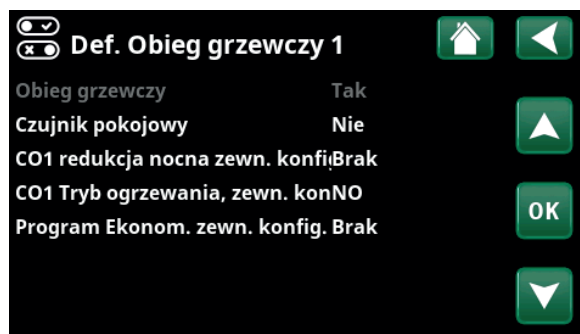 Def. Obieg grzewczy 1
Obieg grzewczy Tak
Czujnik pokojowy Nie
CO1 redukcja nocna zewn. konfig Brak
CO1 Tryb ogrzewania, zewn. kon NO
Program Ekonom. zewn. konfig. Brak
OK